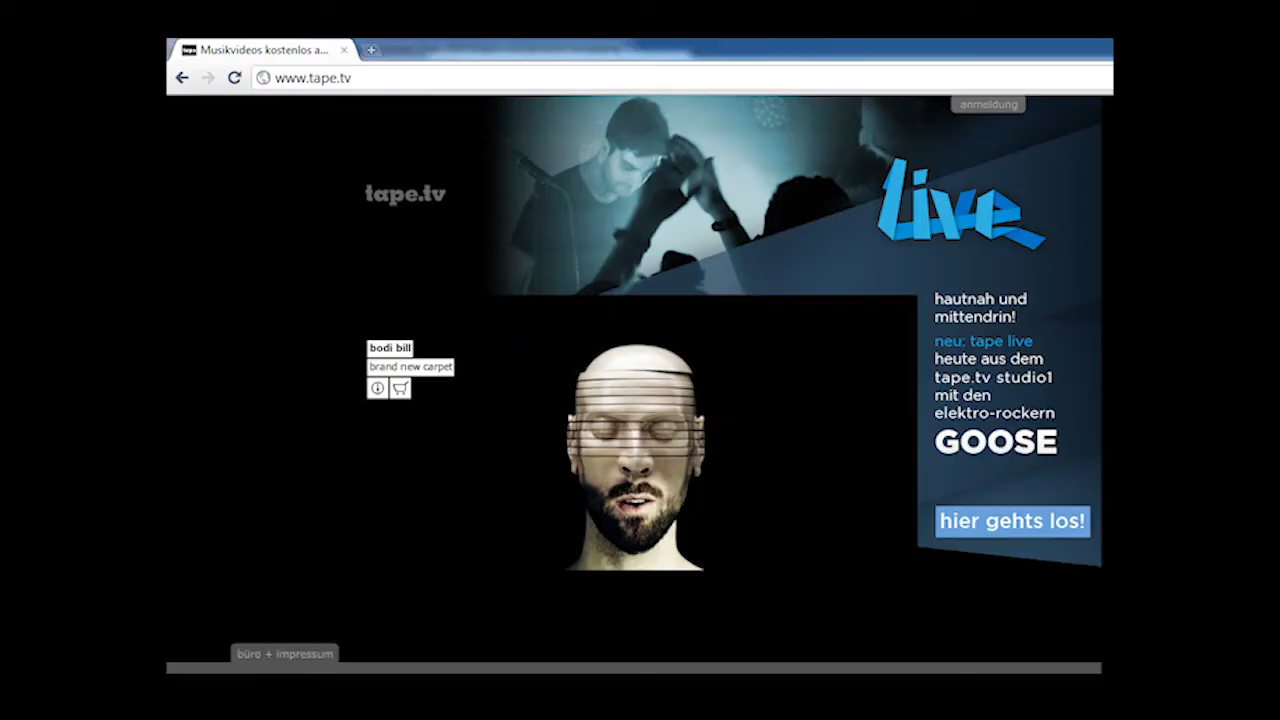 tape
Musikvideos kostenlos a...
www.tape.tv
anmeldung
tape.tv
live
hautnah und
mittendrin!
neu: tape live
heute aus dem
tape.tv studio1
mit den
elektro-rockern
GOOSE
hier gehts los!
bodi bill
brand new carpet
büro + impressum